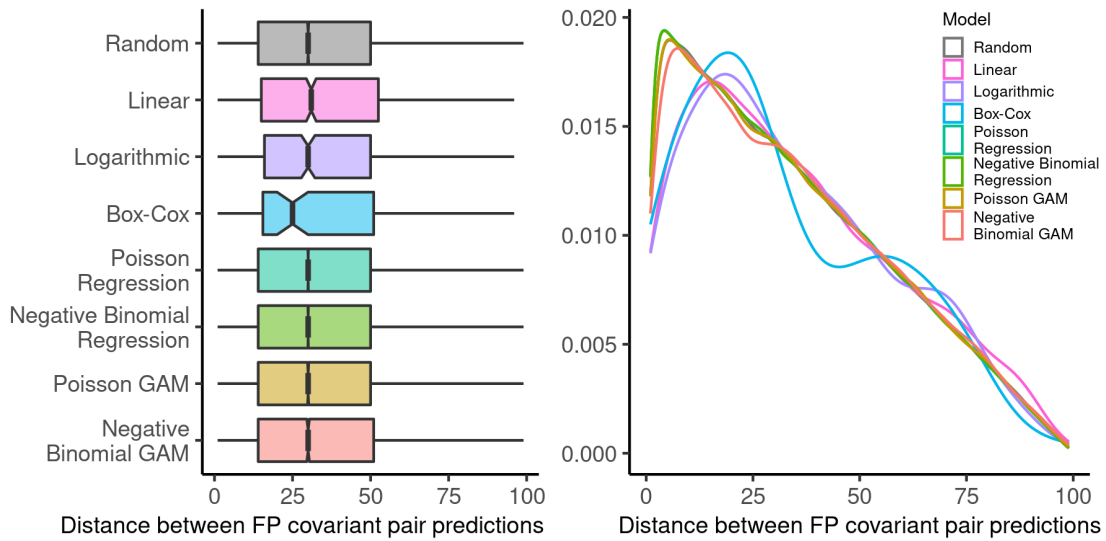 Random
Linear
Logarithmic
Box-Cox
Poisson
Regression
Negative Binomial
Regression
Poisson GAM
Negative
Binomial GAM
0
25
50
75
100
Distance between FP covariant pair predictions
0.020
0.015
0.010
0.005
0.000
0
25
50
75
100
Distance between FP covariant pair predictions
Model
Random
Linear
Logarithmic
Box-Cox
Poisson
Regression
Negative Binomial
Regression
Poisson GAM
Negative
Binomial GAM